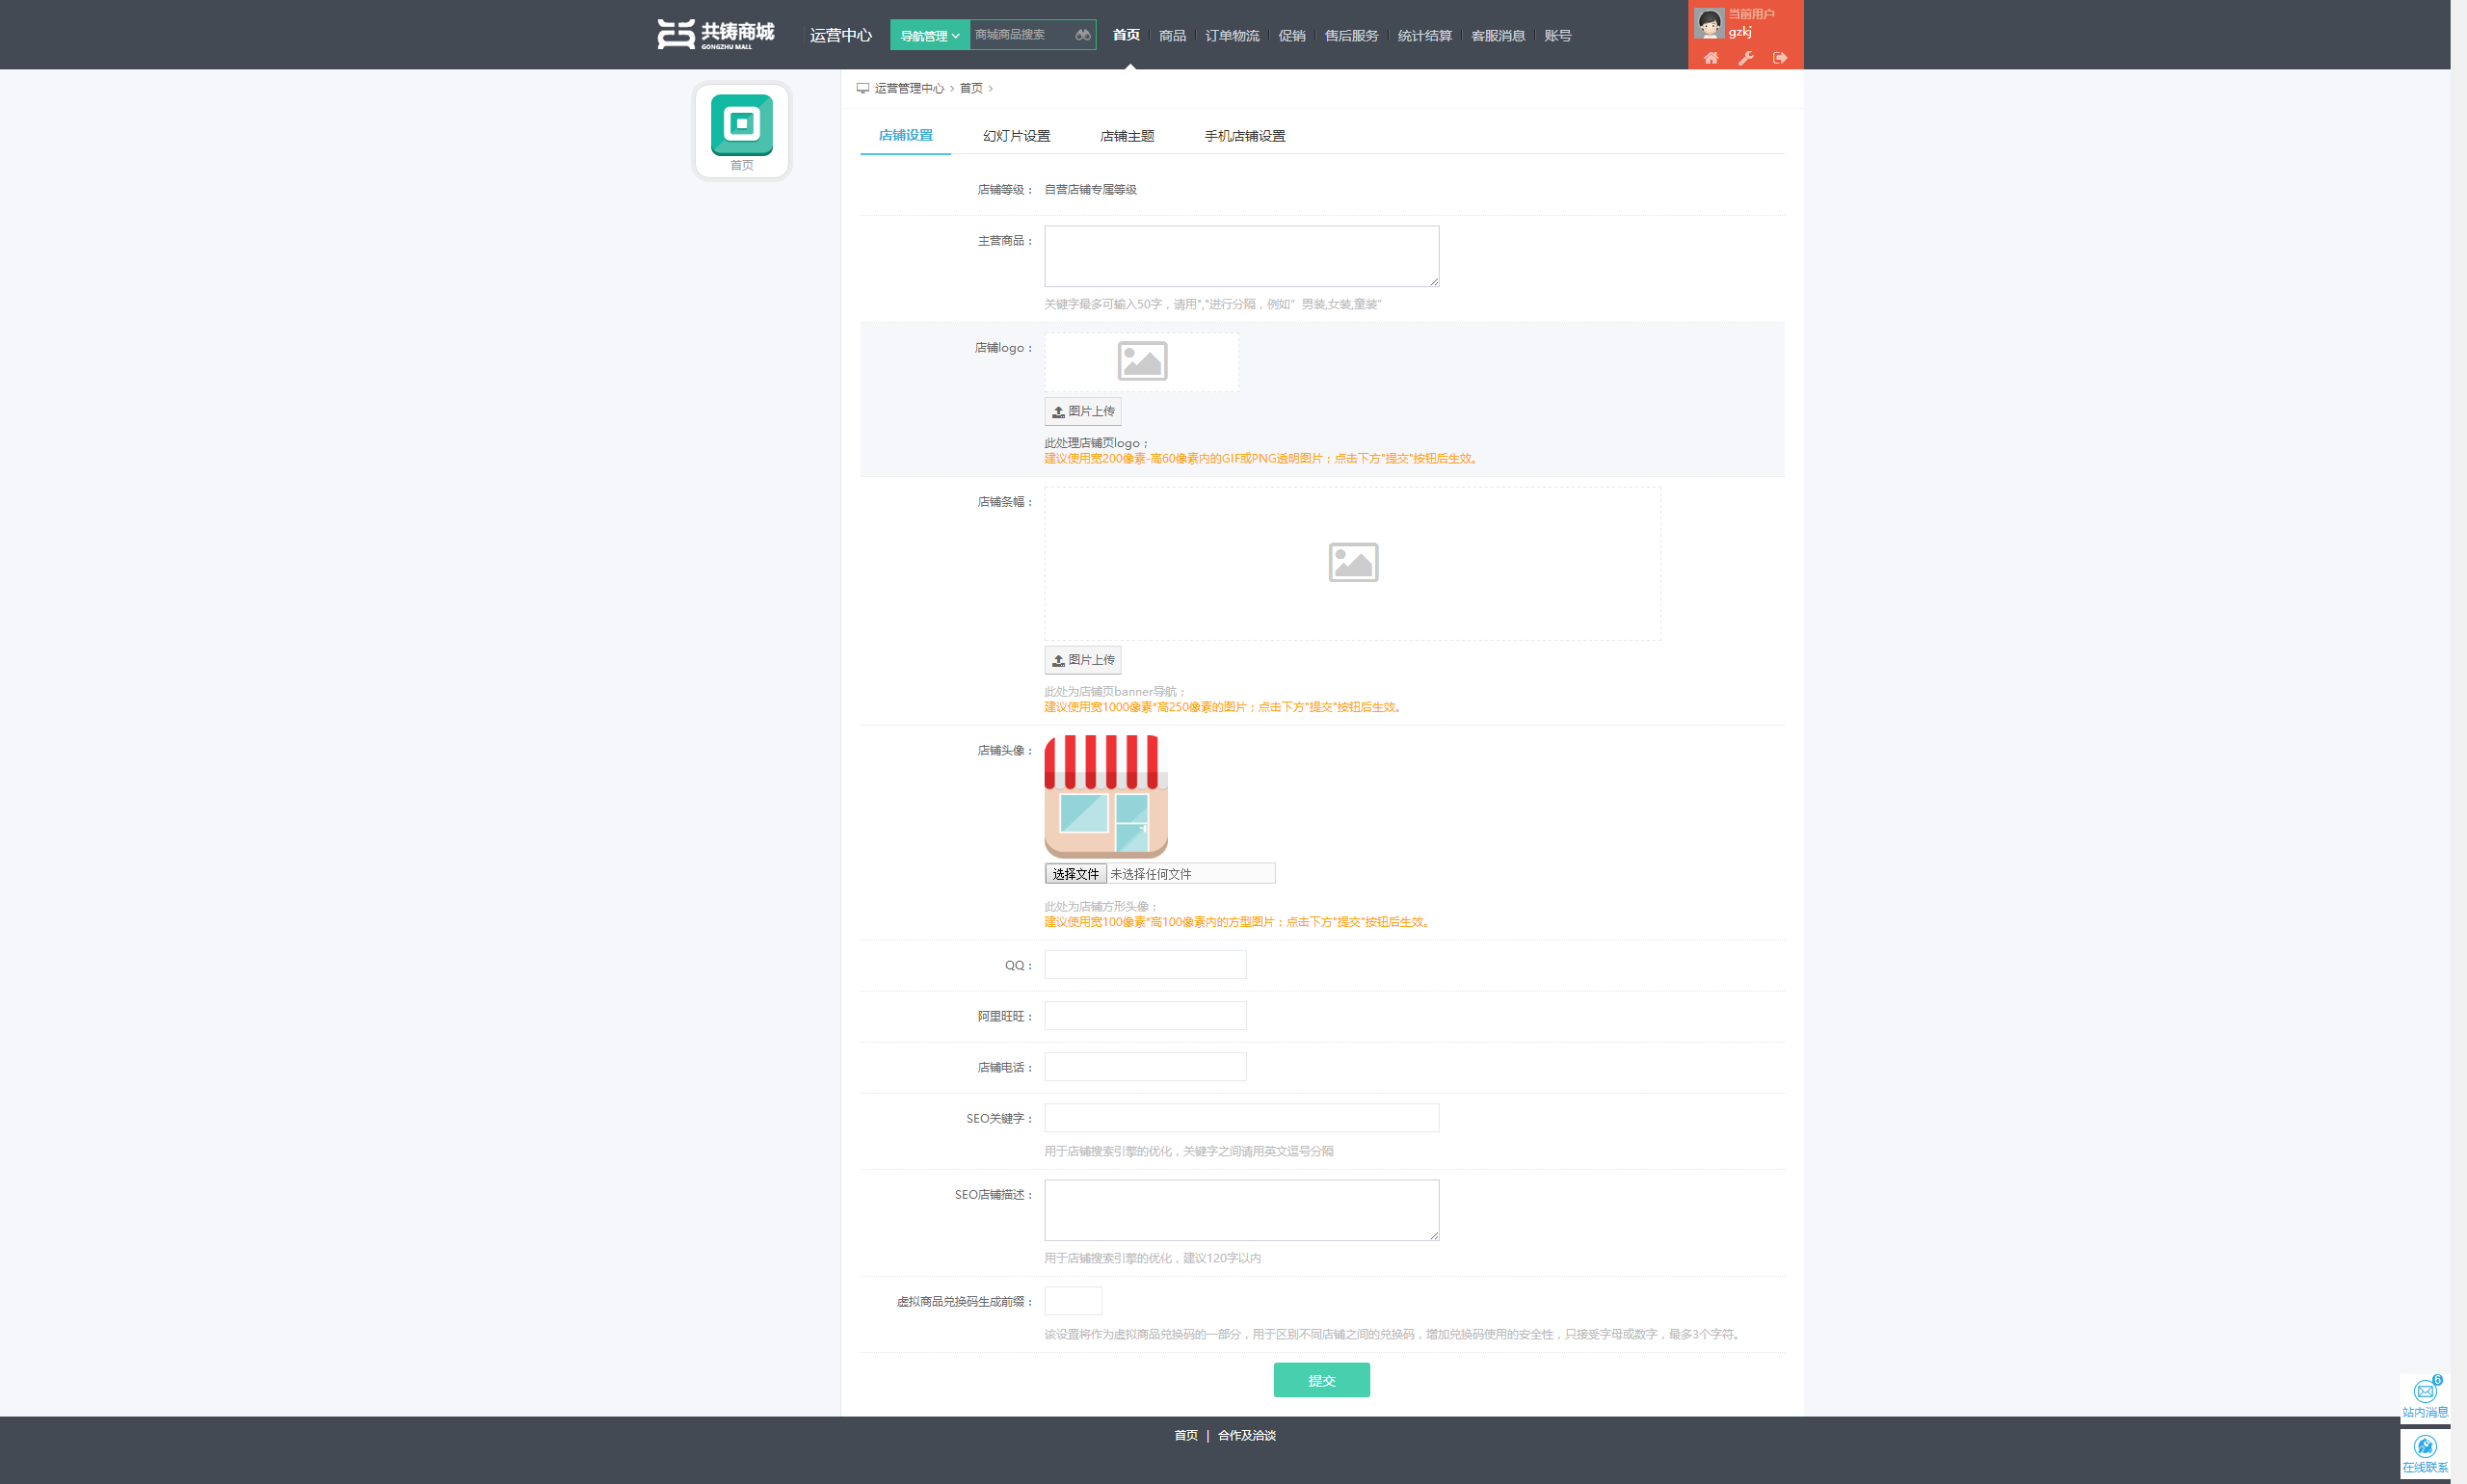 共铸商城
GONGZHU MALL
运营中心
导航管理
商城商品搜索
首页
商品
订单物流
促销
售后服务
统计结算
客服消息
账号
当前用户
gzkj
首页
运营管理中心 › 首页 ›
店铺设置
幻灯片设置
店铺主题
手机店铺设置
店铺等级：
自营店铺专属等级
主营商品：
关键字最多可输入50字，请用","进行分隔，例如”男装,女装,童装”
店铺logo：
图片上传
此处理店铺页logo；
建议使用宽200像素-高60像素内的GIF或PNG透明图片；点击下方"提交"按钮后生效。
店铺条幅：
图片上传
此处为店铺页banner导航；
建议使用宽1000像素*高250像素的图片；点击下方"提交"按钮后生效。
店铺头像：
选择文件 未选择任何文件
此处为店铺方形头像；
建议使用宽100像素*高100像素内的方型图片；点击下方"提交"按钮后生效。
QQ：
阿里旺旺：
店铺电话：
SEO关键字：
用于店铺搜索引擎的优化，关键字之间请用英文逗号分隔
SEO店铺描述：
用于店铺搜索引擎的优化，建议120字以内
虚拟商品兑换码生成前缀：
该设置将作为虚拟商品兑换码的一部分，用于区别不同店铺之间的兑换码，增加兑换码使用的安全性，只接受字母或数字，最多3个字符。
提交
6
站内消息
首页 | 合作及洽谈
在线联系